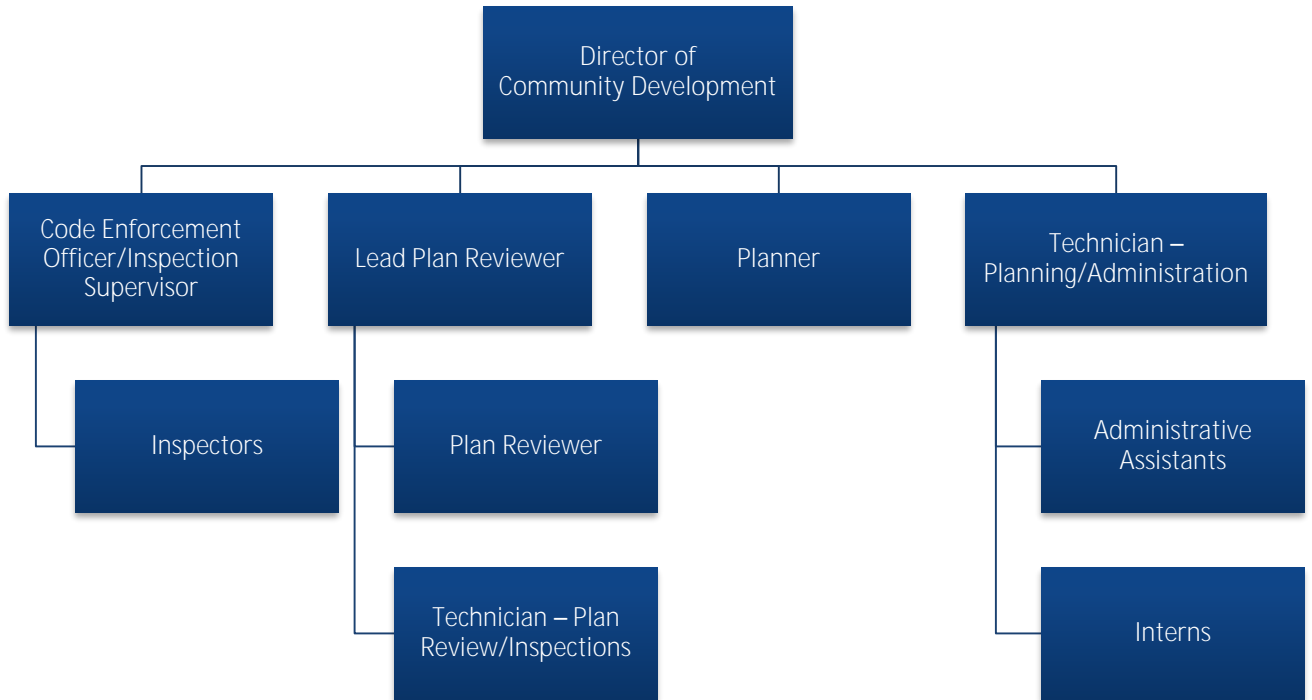 Director of
Community Development
Code Enforcement
Officer/Inspection
Supervisor
Lead Plan Reviewer
Planner
Technician –
Planning/Administration
Inspectors
Plan Reviewer
Administrative
Assistants
Technician – Plan
Review/Inspections
Interns